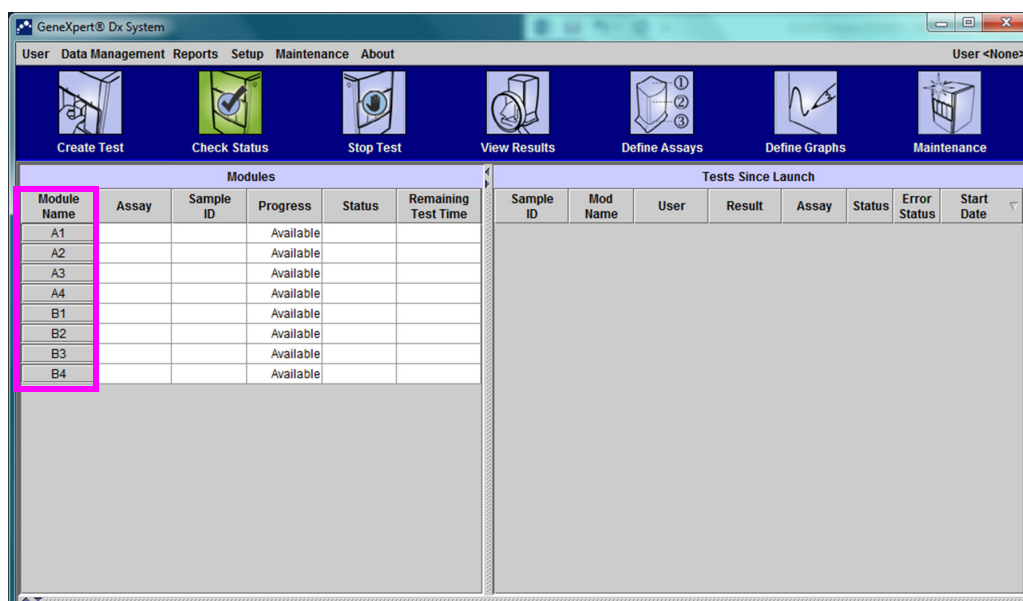 GeneXpert® Dx System
User Data Management Reports Setup Maintenance About User <None>
Create Test Check Status Stop Test View Results Define Assays Define Graphs Maintenance
① ② ③
Modules Tests Since Launch
Module Name Assay Sample ID Progress Status Remaining Test Time Sample ID Mod Name User Result Assay Status Error Status Start Date
A1 Available
A2 Available
A3 Available
A4 Available
B1 Available
B2 Available
B3 Available
B4 Available